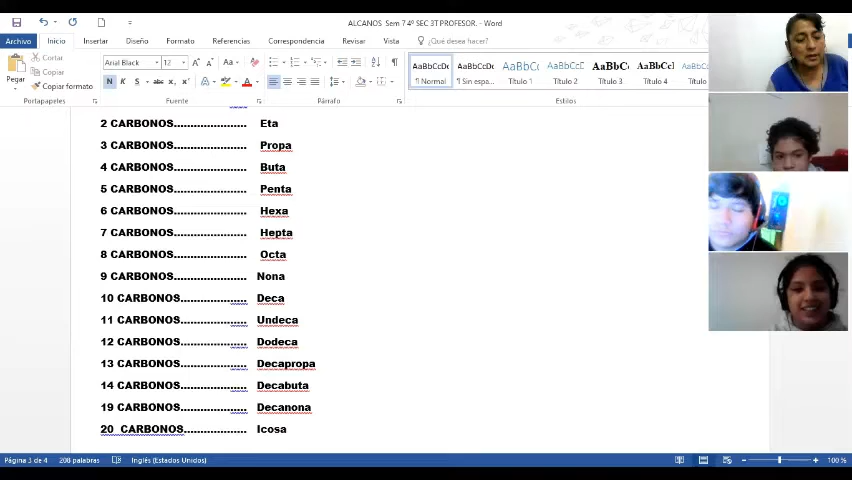 ALCANOS  Sem 7 4º SEC 3T PROFESOR. - Word
Archivo Inicio Insertar Diseño Formato Referencias Correspondencia Revisar Vista ¿Qué desea hacer?
Pegar
Cortar
Copiar
Copiar formato
Portapapeles
Arial Black 12
N K S abc x₂ x²
Fuente
Párrafo
AaBbCcDc AaBbCcDc AaBbCc AaBbCcC AaBbC AaBbCcI
¶ Normal ¶ Sin espa... Título 1 Título 2 Título 3 Título 4 Título
Estilos
2 CARBONOS..................... Eta
3 CARBONOS..................... Propa
4 CARBONOS..................... Buta
5 CARBONOS..................... Penta
6 CARBONOS..................... Hexa
7 CARBONOS..................... Hepta
8 CARBONOS..................... Octa
9 CARBONOS..................... Nona
10 CARBONOS................... Deca
11 CARBONOS................... Undeca
12 CARBONOS................... Dodeca
13 CARBONOS................... Decapropa
14 CARBONOS................... Decabuta
19 CARBONOS................... Decanona
20  CARBONOS.................. Icosa
Página 3 de 4 208 palabras Inglés (Estados Unidos) 100 %